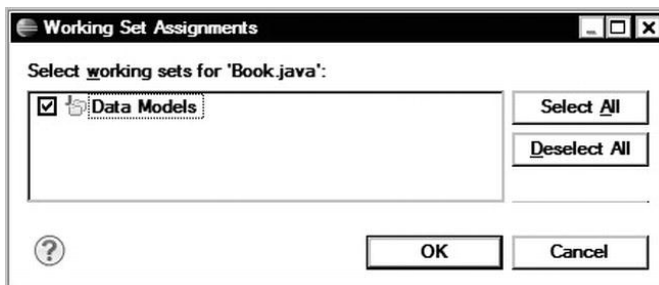 Working Set Assignments
Select working sets for 'Book.java':
Data Models
Select All
Deselect All
?
OK
Cancel